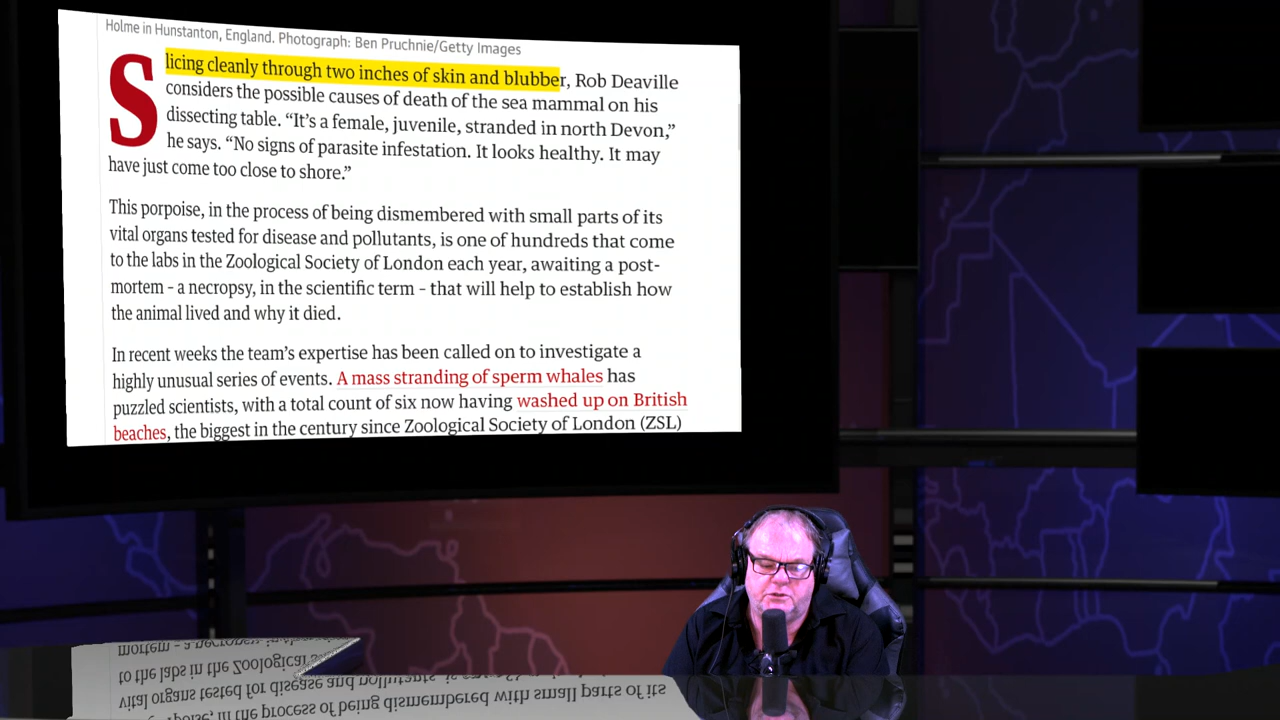 Holme in Hunstanton, England. Photograph: Ben Pruchnie/Getty Images
Slicing cleanly through two inches of skin and blubber, Rob Deaville
considers the possible causes of death of the sea mammal on his
dissecting table. “It’s a female, juvenile, stranded in north Devon,”
he says. “No signs of parasite infestation. It looks healthy. It may
have just come too close to shore.”
This porpoise, in the process of being dismembered with small parts of its
vital organs tested for disease and pollutants, is one of hundreds that come
to the labs in the Zoological Society of London each year, awaiting a post-
mortem - a necropsy, in the scientific term - that will help to establish how
the animal lived and why it died.
In recent weeks the team’s expertise has been called on to investigate a
highly unusual series of events. A mass stranding of sperm whales has
puzzled scientists, with a total count of six now having washed up on British
beaches, the biggest in the century since Zoological Society of London (ZSL)